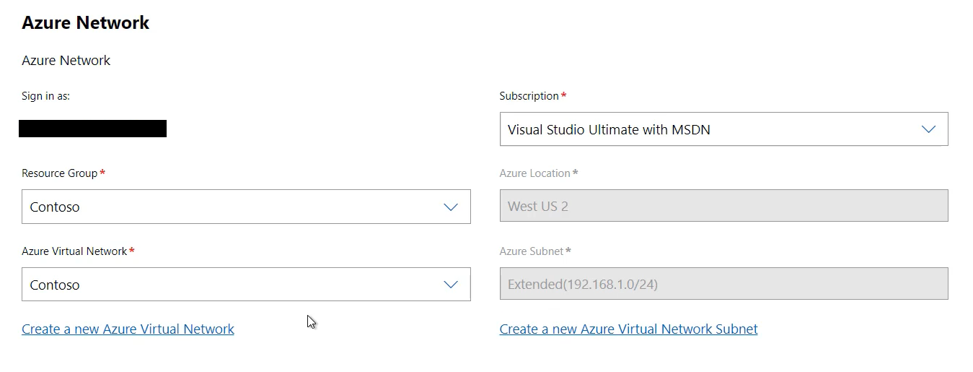 Azure Network
Azure Network
Sign in as:
Subscription*
Visual Studio Ultimate with MSDN
Resource Group*
Azure Location*
Contoso
West US 2
Azure Virtual Network*
Azure Subnet*
Contoso
Extended(192.168.1.0/24)
Create a new Azure Virtual Network
Create a new Azure Virtual Network Subnet